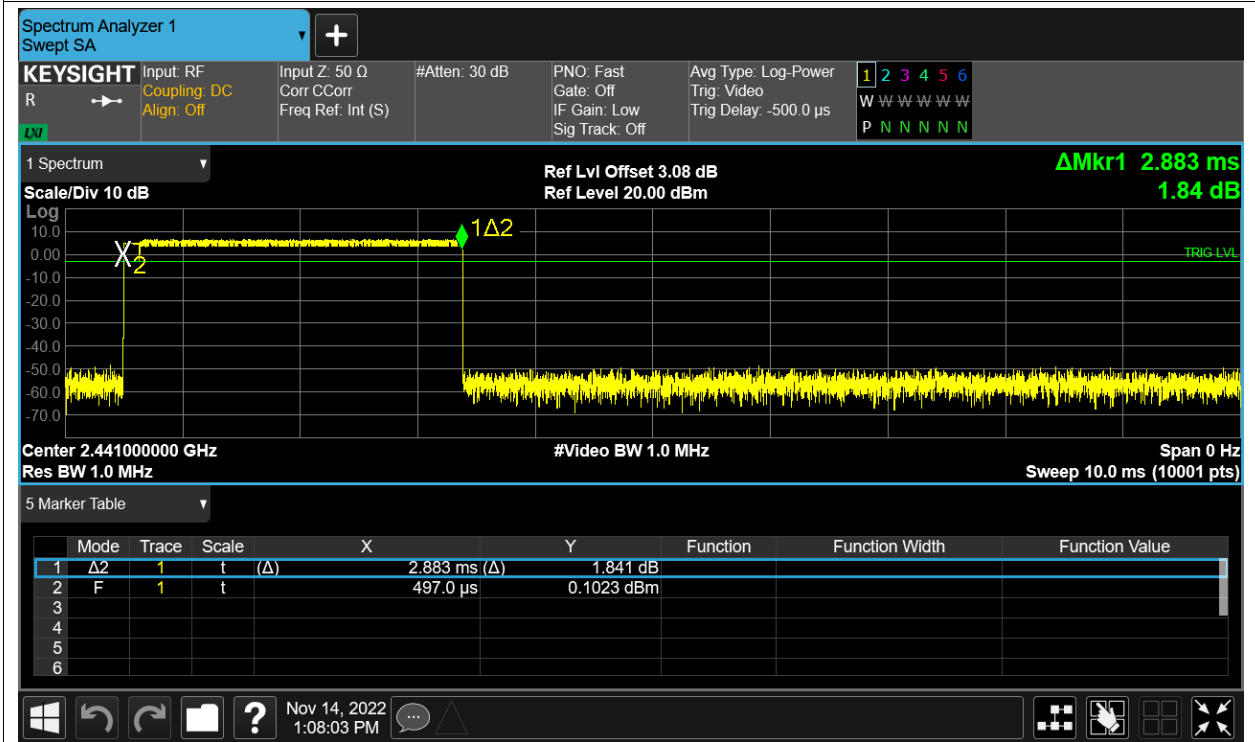 Spectrum Analyzer 1
Swept SA
▼
+
KEYSIGHT Input: RF Input Z: 50 Ω #Atten: 30 dB PNO: Fast Avg Type: Log-Power 1 2 3 4 5 6
R Coupling: DC Corr CCorr Gate: Off Trig: Video W W W W W W
Align: Off Freq Ref: Int (S) IF Gain: Low Trig Delay: -500.0 µs
LXI Sig Track: Off P N N N N N
1 Spectrum ▼ Ref Lvl Offset 3.08 dB ΔMkr1 2.883 ms
Scale/Div 10 dB Ref Level 20.00 dBm 1.84 dB
Log
10.0 1Δ2
0.00 X 2 TRIG LVL
-10.0
-20.0
-30.0
-40.0
-50.0
-60.0
-70.0
Center 2.441000000 GHz #Video BW 1.0 MHz Span 0 Hz
Res BW 1.0 MHz Sweep 10.0 ms (10001 pts)
5 Marker Table ▼
Mode Trace Scale X Y Function Function Width Function Value
1 Δ2 1 t (Δ) 2.883 ms (Δ) 1.841 dB
2 F 1 t 497.0 µs 0.1023 dBm
3
4
5
6
? Nov 14, 2022
1:08:03 PM